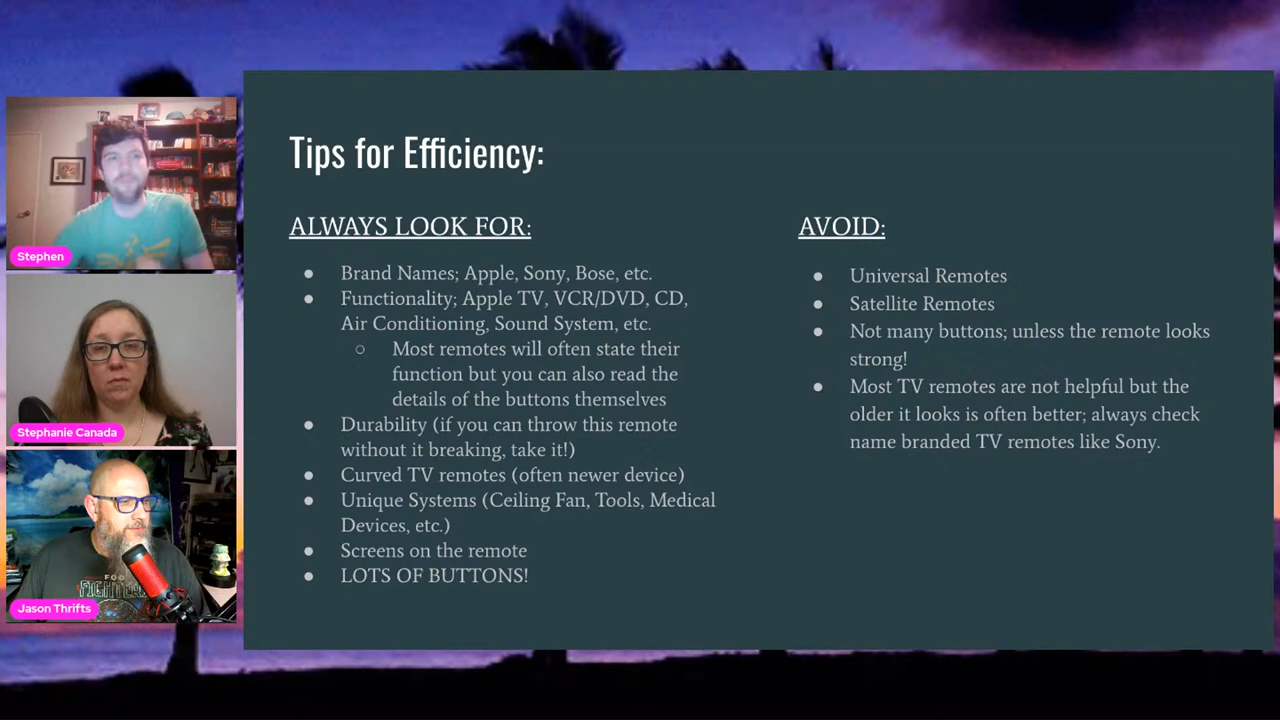 Tips for Efficiency:
ALWAYS LOOK FOR:
Brand Names; Apple, Sony, Bose, etc.
Functionality; Apple TV, VCR/DVD, CD,
Air Conditioning, Sound System, etc.
Most remotes will often state their
function but you can also read the
details of the buttons themselves
Durability (if you can throw this remote
without it breaking, take it!)
Curved TV remotes (often newer device)
Unique Systems (Ceiling Fan, Tools, Medical
Devices, etc.)
Screens on the remote
LOTS OF BUTTONS!
AVOID:
Universal Remotes
Satellite Remotes
Not many buttons; unless the remote looks
strong!
Most TV remotes are not helpful but the
older it looks is often better; always check
name branded TV remotes like Sony.
Stephen
Stephanie Canada
FOO
FIGHTERS
Jason Thrifts